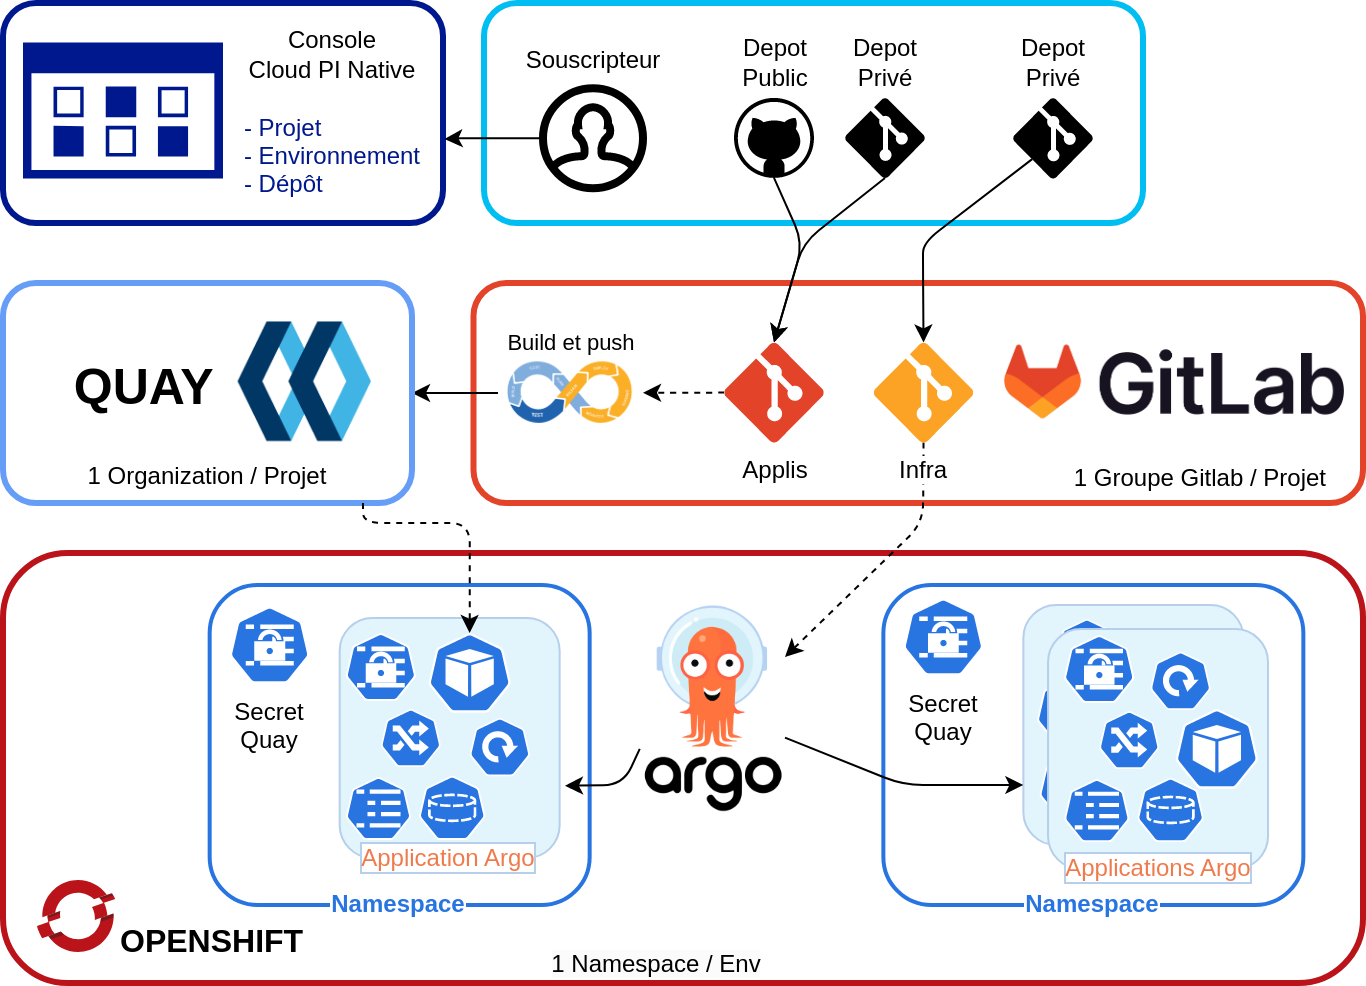 Console
Cloud PI Native
- Projet
- Environnement
- Dépôt
Souscripteur
Depot
Public
Depot
Privé
Depot
Privé
QUAY
1 Organization / Projet
Build et push
Applis
Infra
GitLab
1 Groupe Gitlab / Projet
Secret
Quay
Application Argo
Namespace
argo
Secret
Quay
Applications Argo
Namespace
OPENSHIFT
1 Namespace / Env